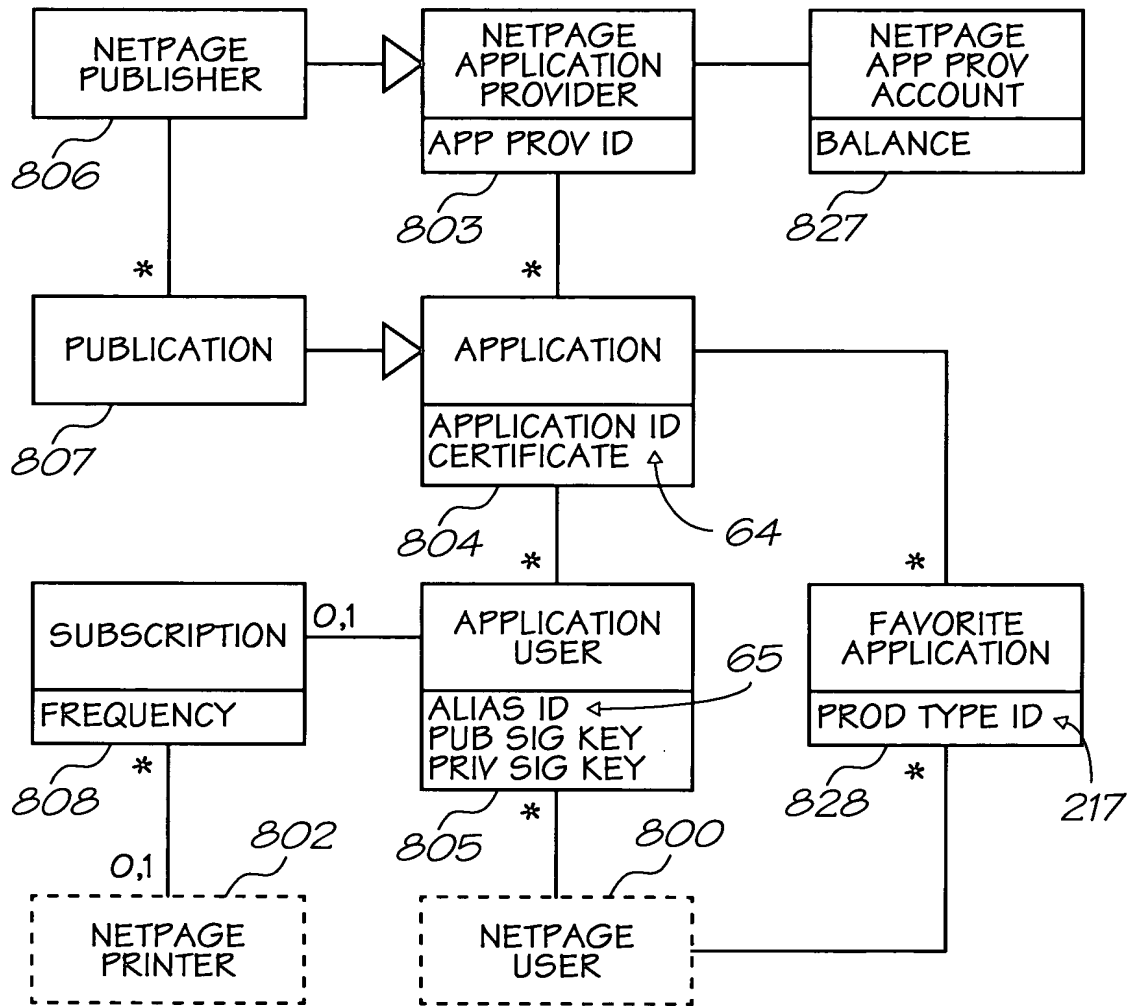 NETPAGE
PUBLISHER
NETPAGE
APPLICATION
PROVIDER
APP PROV ID
NETPAGE
APP PROV
ACCOUNT
BALANCE
806
803
827
*
*
PUBLICATION
APPLICATION
APPLICATION ID
CERTIFICATE
807
804
64
*
*
SUBSCRIPTION
FREQUENCY
0,1
APPLICATION
USER
ALIAS ID
PUB SIG KEY
PRIV SIG KEY
65
FAVORITE
APPLICATION
PROD TYPE ID
808
*
805
*
828
*
217
802
800
0,1
NETPAGE
PRINTER
NETPAGE
USER